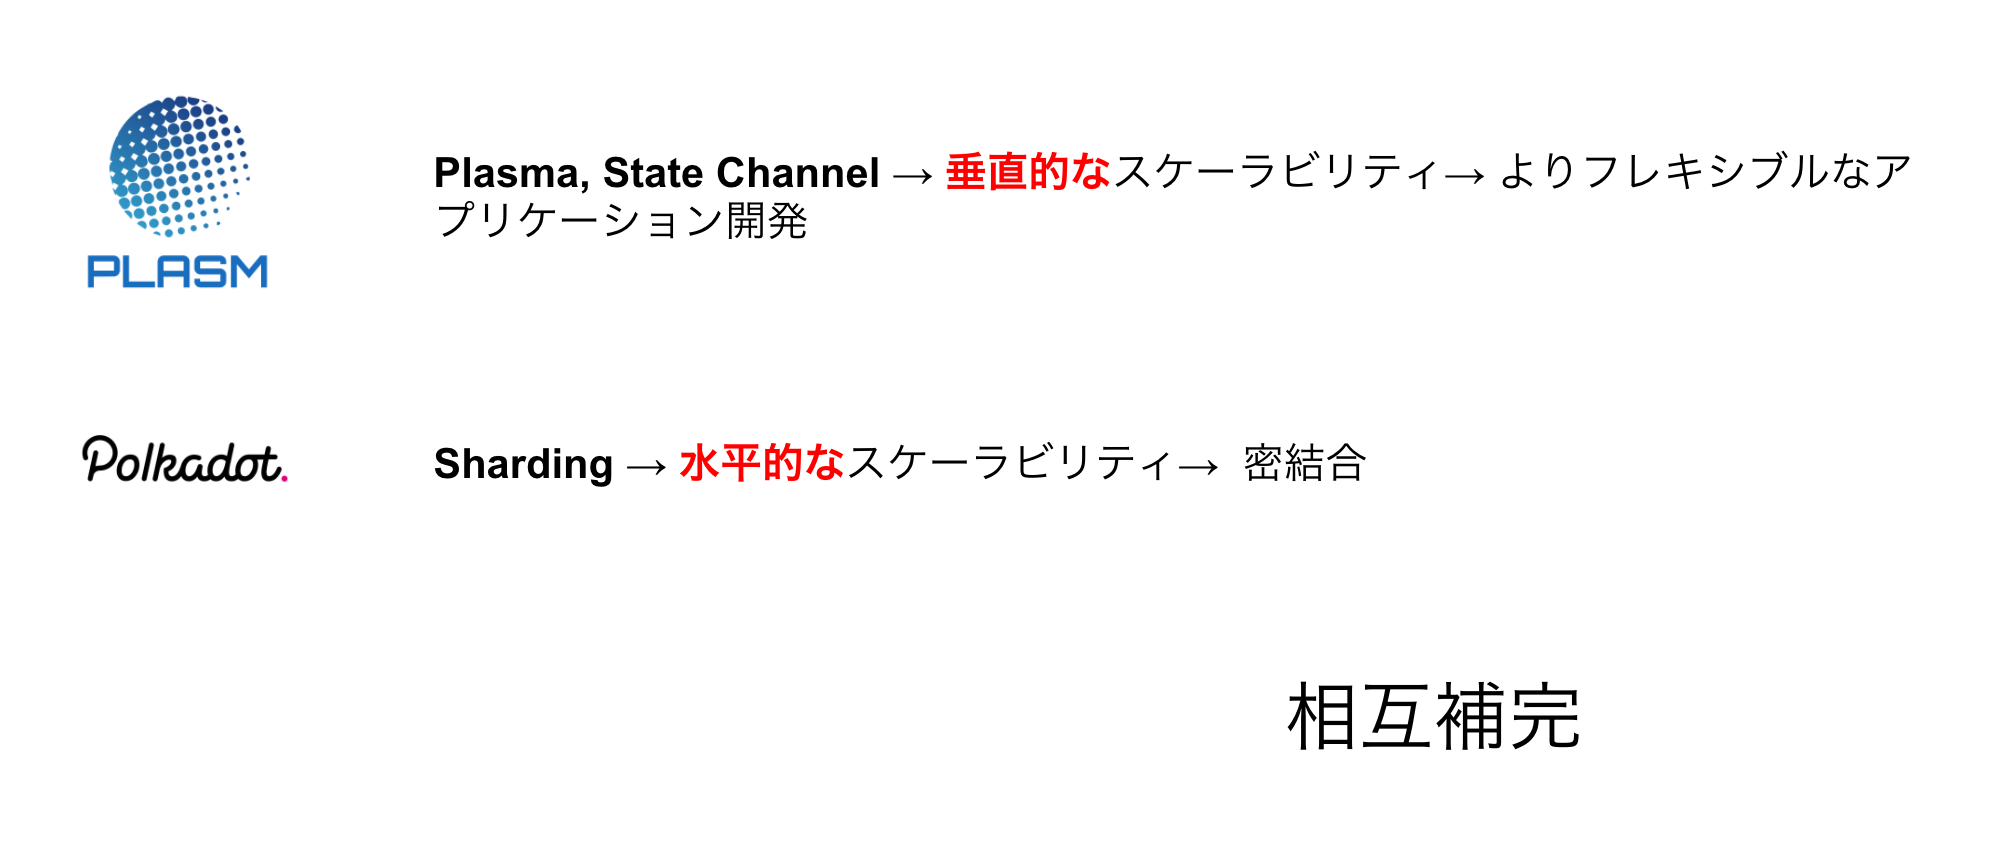 Plasma, State Channel → 垂直的なスケーラビリティ→ よりフレキシブルなア
プリケーション開発
PLASM
Polkadot.
Sharding → 水平的なスケーラビリティ→ 密結合
相互補完